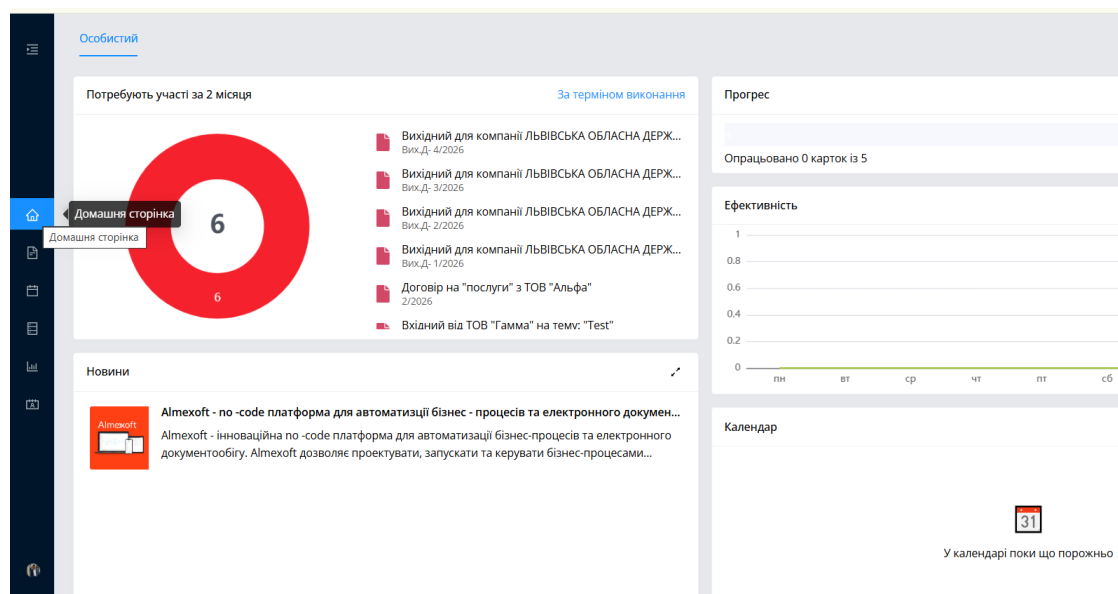 Особистий
Потребують участі за 2 місяця
За терміном виконання
6
6
Вихідний для компанії ЛЬВІВСЬКА ОБЛАСНА ДЕРЖ...
Вих.Д- 4/2026
Вихідний для компанії ЛЬВІВСЬКА ОБЛАСНА ДЕРЖ...
Вих.Д- 3/2026
Вихідний для компанії ЛЬВІВСЬКА ОБЛАСНА ДЕРЖ...
Вих.Д- 2/2026
Вихідний для компанії ЛЬВІВСЬКА ОБЛАСНА ДЕРЖ...
Вих.Д- 1/2026
Договір на "послуги" з ТОВ "Альфа"
2/2026
Вхідний від ТОВ "Гамма" на тему: "Test"
Домашня сторінка
Домашня сторінка
Новини
Almexoft
Almexoft - no -code платформа для автоматизції бізнес - процесів та електронного докумен...
Almexoft - інноваційна no -code платформа для автоматизації бізнес-процесів та електронного
документообігу. Almexoft дозволяє проектувати, запускати та керувати бізнес-процесами...
Прогрес
Опрацьовано 0 карток із 5
Ефективність
1
0.8
0.6
0.4
0.2
0
пн вт ср чт пт сб
Календар
31
У календарі поки що порожньо